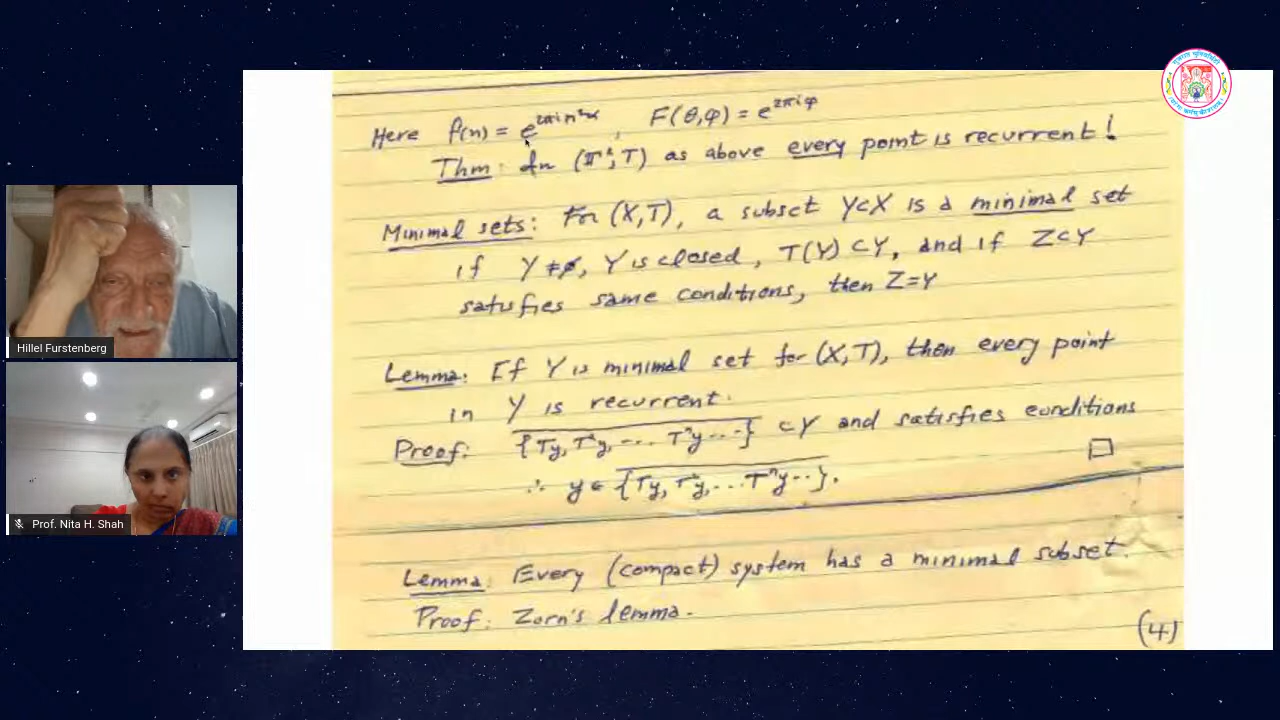 Here f(n) = e^{2πin²α}, F(θ,φ) = e^{2πiφ}
Thm: In (𝕋², T) as above every point is recurrent!
Minimal sets: For (X,T), a subset Y⊂X is a minimal set
if Y ≠ ∅, Y is closed, T(Y) ⊂ Y, and if Z⊂Y
satisfies same conditions, then Z=Y
Lemma: If Y is minimal set for (X,T), then every point
in Y is recurrent.
Proof: {Ty, T²y, ... Tⁿy ...} ⊂Y and satisfies conditions
∴ y ∈ {Ty, T²y, ... Tⁿy ..}. □
Lemma: Every (compact) system has a minimal subset.
Proof: Zorn's lemma.
(4)
Hillel Furstenberg
Prof. Nita H. Shah